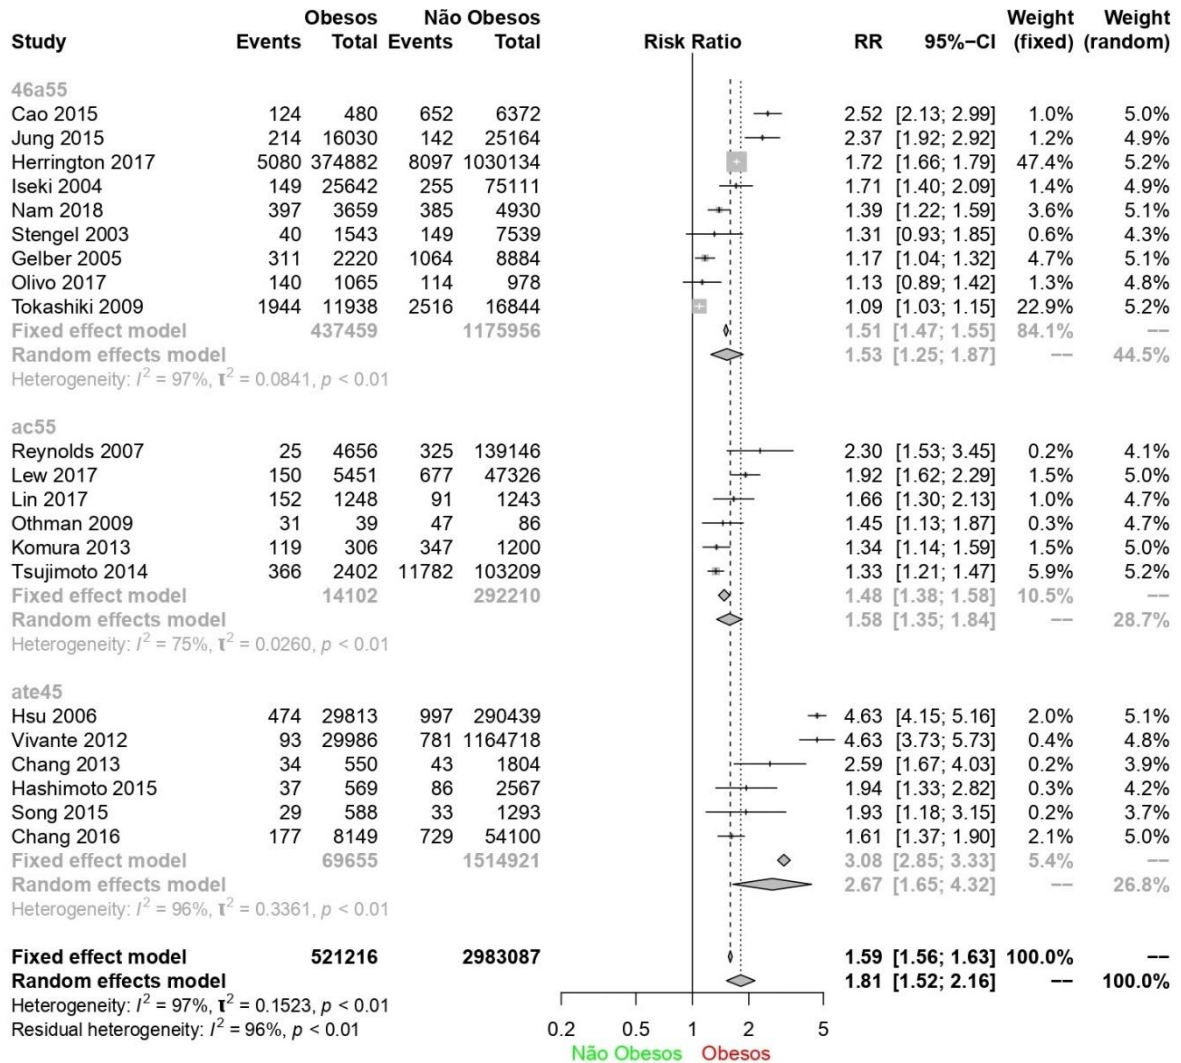 Obesos Não Obesos Weight Weight
Study Events Total Events Total Risk Ratio RR 95%−CI (fixed) (random)
46a55
Cao 2015 124 480 652 6372 2.52 [2.13; 2.99] 1.0% 5.0%
Jung 2015 214 16030 142 25164 2.37 [1.92; 2.92] 1.2% 4.9%
Herrington 2017 5080 374882 8097 1030134 1.72 [1.66; 1.79] 47.4% 5.2%
Iseki 2004 149 25642 255 75111 1.71 [1.40; 2.09] 1.4% 4.9%
Nam 2018 397 3659 385 4930 1.39 [1.22; 1.59] 3.6% 5.1%
Stengel 2003 40 1543 149 7539 1.31 [0.93; 1.85] 0.6% 4.3%
Gelber 2005 311 2220 1064 8884 1.17 [1.04; 1.32] 4.7% 5.1%
Olivo 2017 140 1065 114 978 1.13 [0.89; 1.42] 1.3% 4.8%
Tokashiki 2009 1944 11938 2516 16844 1.09 [1.03; 1.15] 22.9% 5.2%
Fixed effect model 437459 1175956 1.51 [1.47; 1.55] 84.1% −−
Random effects model 1.53 [1.25; 1.87] −− 44.5%
Heterogeneity: I² = 97%, τ² = 0.0841, p < 0.01
ac55
Reynolds 2007 25 4656 325 139146 2.30 [1.53; 3.45] 0.2% 4.1%
Lew 2017 150 5451 677 47326 1.92 [1.62; 2.29] 1.5% 5.0%
Lin 2017 152 1248 91 1243 1.66 [1.30; 2.13] 1.0% 4.7%
Othman 2009 31 39 47 86 1.45 [1.13; 1.87] 0.3% 4.7%
Komura 2013 119 306 347 1200 1.34 [1.14; 1.59] 1.5% 5.0%
Tsujimoto 2014 366 2402 11782 103209 1.33 [1.21; 1.47] 5.9% 5.2%
Fixed effect model 14102 292210 1.48 [1.38; 1.58] 10.5% −−
Random effects model 1.58 [1.35; 1.84] −− 28.7%
Heterogeneity: I² = 75%, τ² = 0.0260, p < 0.01
ate45
Hsu 2006 474 29813 997 290439 4.63 [4.15; 5.16] 2.0% 5.1%
Vivante 2012 93 29986 781 1164718 4.63 [3.73; 5.73] 0.4% 4.8%
Chang 2013 34 550 43 1804 2.59 [1.67; 4.03] 0.2% 3.9%
Hashimoto 2015 37 569 86 2567 1.94 [1.33; 2.82] 0.3% 4.2%
Song 2015 29 588 33 1293 1.93 [1.18; 3.15] 0.2% 3.7%
Chang 2016 177 8149 729 54100 1.61 [1.37; 1.90] 2.1% 5.0%
Fixed effect model 69655 1514921 3.08 [2.85; 3.33] 5.4% −−
Random effects model 2.67 [1.65; 4.32] −− 26.8%
Heterogeneity: I² = 96%, τ² = 0.3361, p < 0.01
Fixed effect model 521216 2983087 1.59 [1.56; 1.63] 100.0% −−
Random effects model 1.81 [1.52; 2.16] −− 100.0%
Heterogeneity: I² = 97%, τ² = 0.1523, p < 0.01
Residual heterogeneity: I² = 96%, p < 0.01
0.2 0.5 1 2 5
Não Obesos Obesos